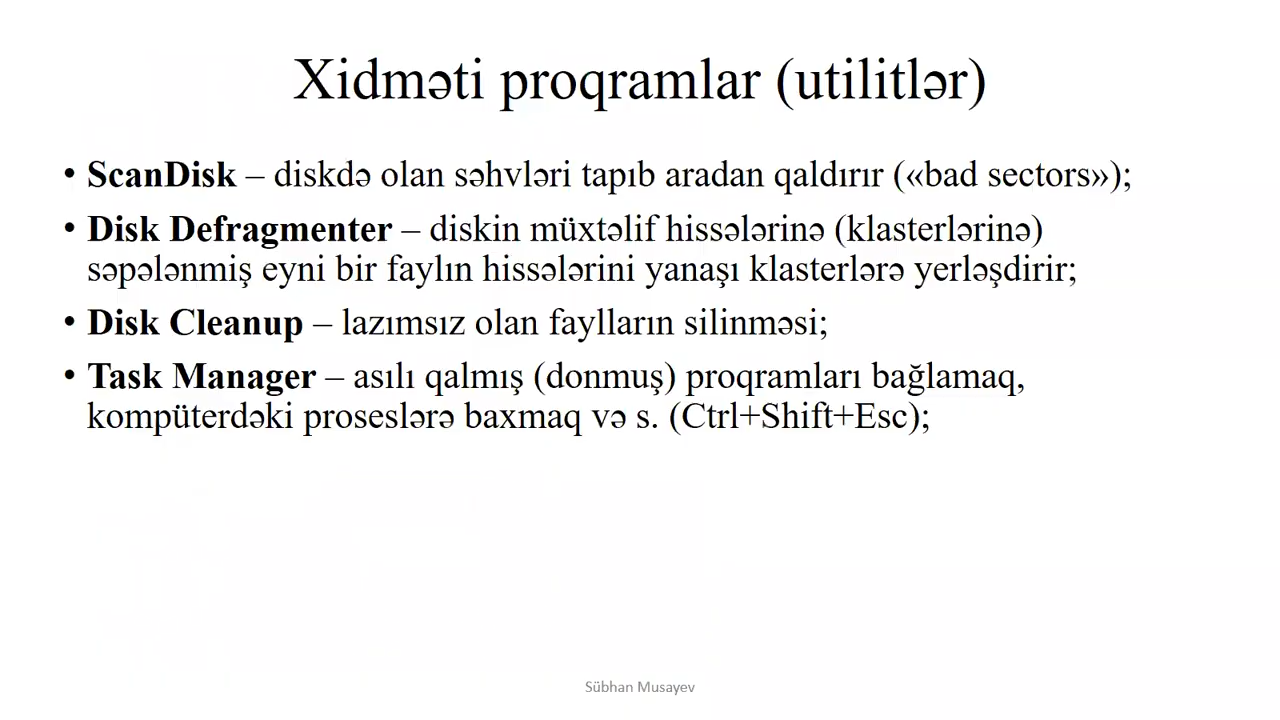 Xidməti proqramlar (utilitlər)
• ScanDisk – diskdə olan səhvləri tapıb aradan qaldırır («bad sectors»);
• Disk Defragmenter – diskin müxtəlif hissələrinə (klasterlərinə)
səpələnmiş eyni bir faylın hissələrini yanaşı klasterlərə yerləşdirir;
• Disk Cleanup – lazımsız olan faylların silinməsi;
• Task Manager – asılı qalmış (donmuş) proqramları bağlamaq,
kompüterdəki proseslərə baxmaq və s. (Ctrl+Shift+Esc);
Sübhan Musayev